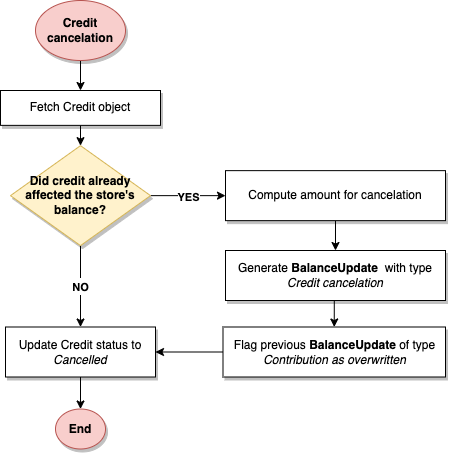 Credit
cancelation
Fetch Credit object
Did credit already
affected the store's
balance?
YES
Compute amount for cancelation
Generate BalanceUpdate with type
Credit cancelation
NO
Update Credit status to
Cancelled
Flag previous BalanceUpdate of type
Contribution as overwritten
End